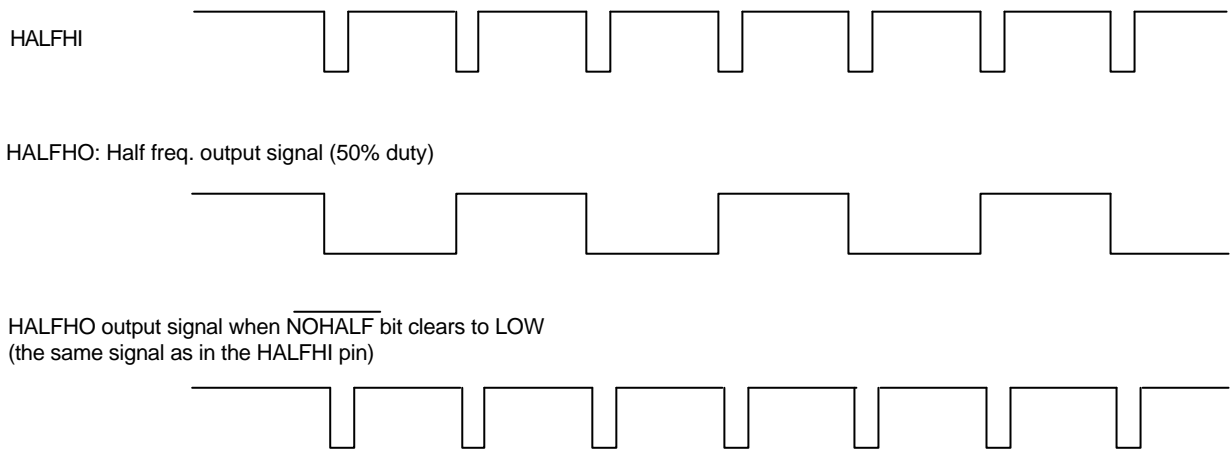 HALFHI
HALFHO: Half freq. output signal (50% duty)
HALFHO output signal when NOHALF bit clears to LOW
(the same signal as in the HALFHI pin)